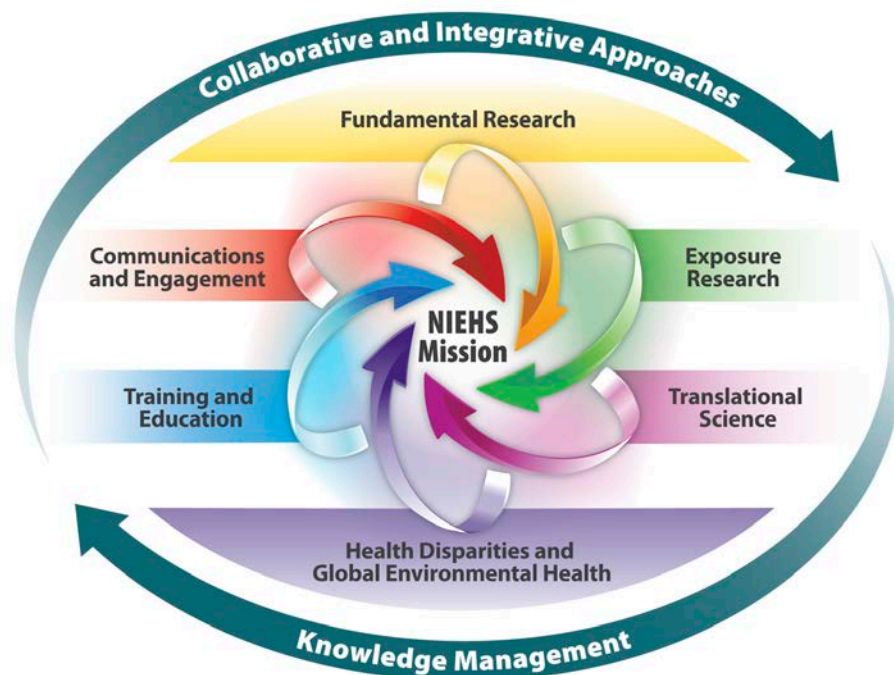 Collaborative and Integrative Approaches
Fundamental Research
Communications
and Engagement
Exposure
Research
NIEHS
Mission
Training and
Education
Translational
Science
Health Disparities and
Global Environmental Health
Knowledge Management